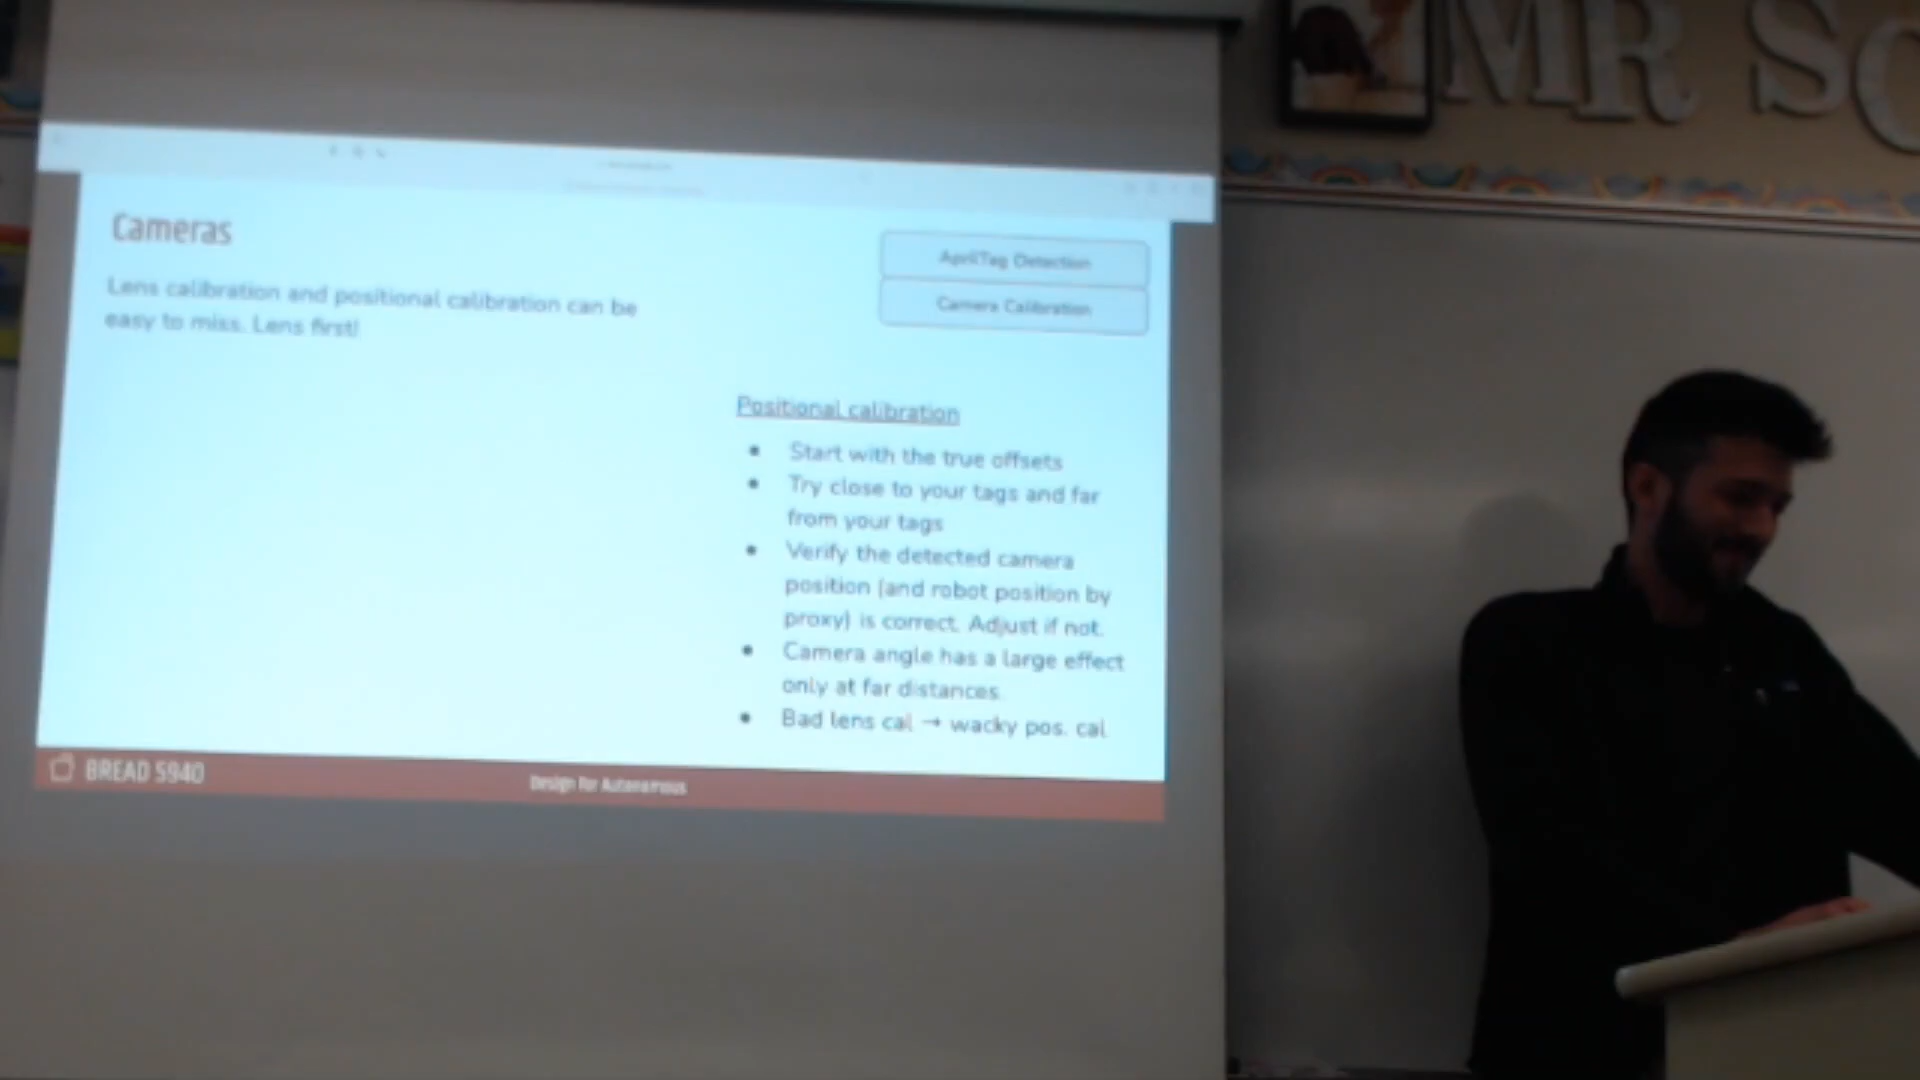 MR SC
Cameras
Lens calibration and positional calibration can be
easy to miss. Lens first!
AprilTag Detection
Camera Calibration
Positional calibration
• Start with the true offsets
• Try close to your tags and far
from your tags
• Verify the detected camera
position (and robot position by
proxy) is correct. Adjust if not.
• Camera angle has a large effect
only at far distances.
• Bad lens cal → wacky pos. cal
BREAD 5940
Design For Autonomous